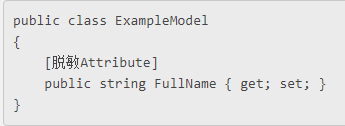 public class ExampleModel
{
    [脱敏Attribute]
    public string FullName { get; set; }
}